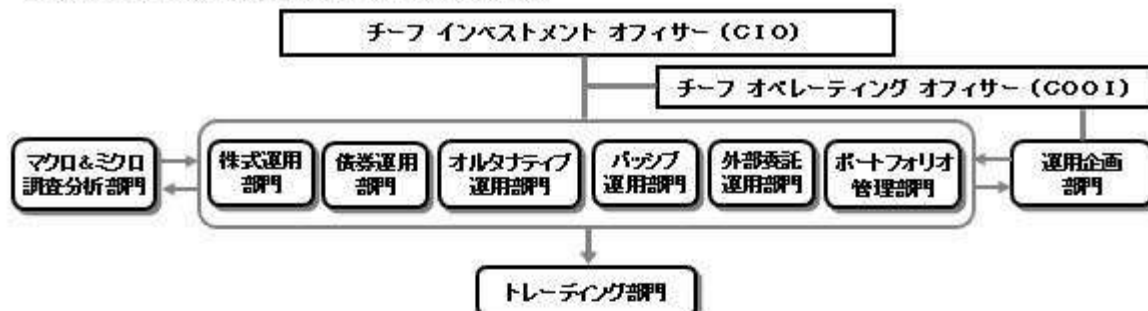 チーフ インベストメント オフィサー (CIO)
チーフ オペレーティング オフィサー (COOI)
マクロ&ミクロ
調査分析部門
株式運用
部門
債券運用
部門
オルタナティブ
運用部門
パッシブ
運用部門
外部委託
運用部門
ポートフォリオ
管理部門
運用企画
部門
トレーディング部門